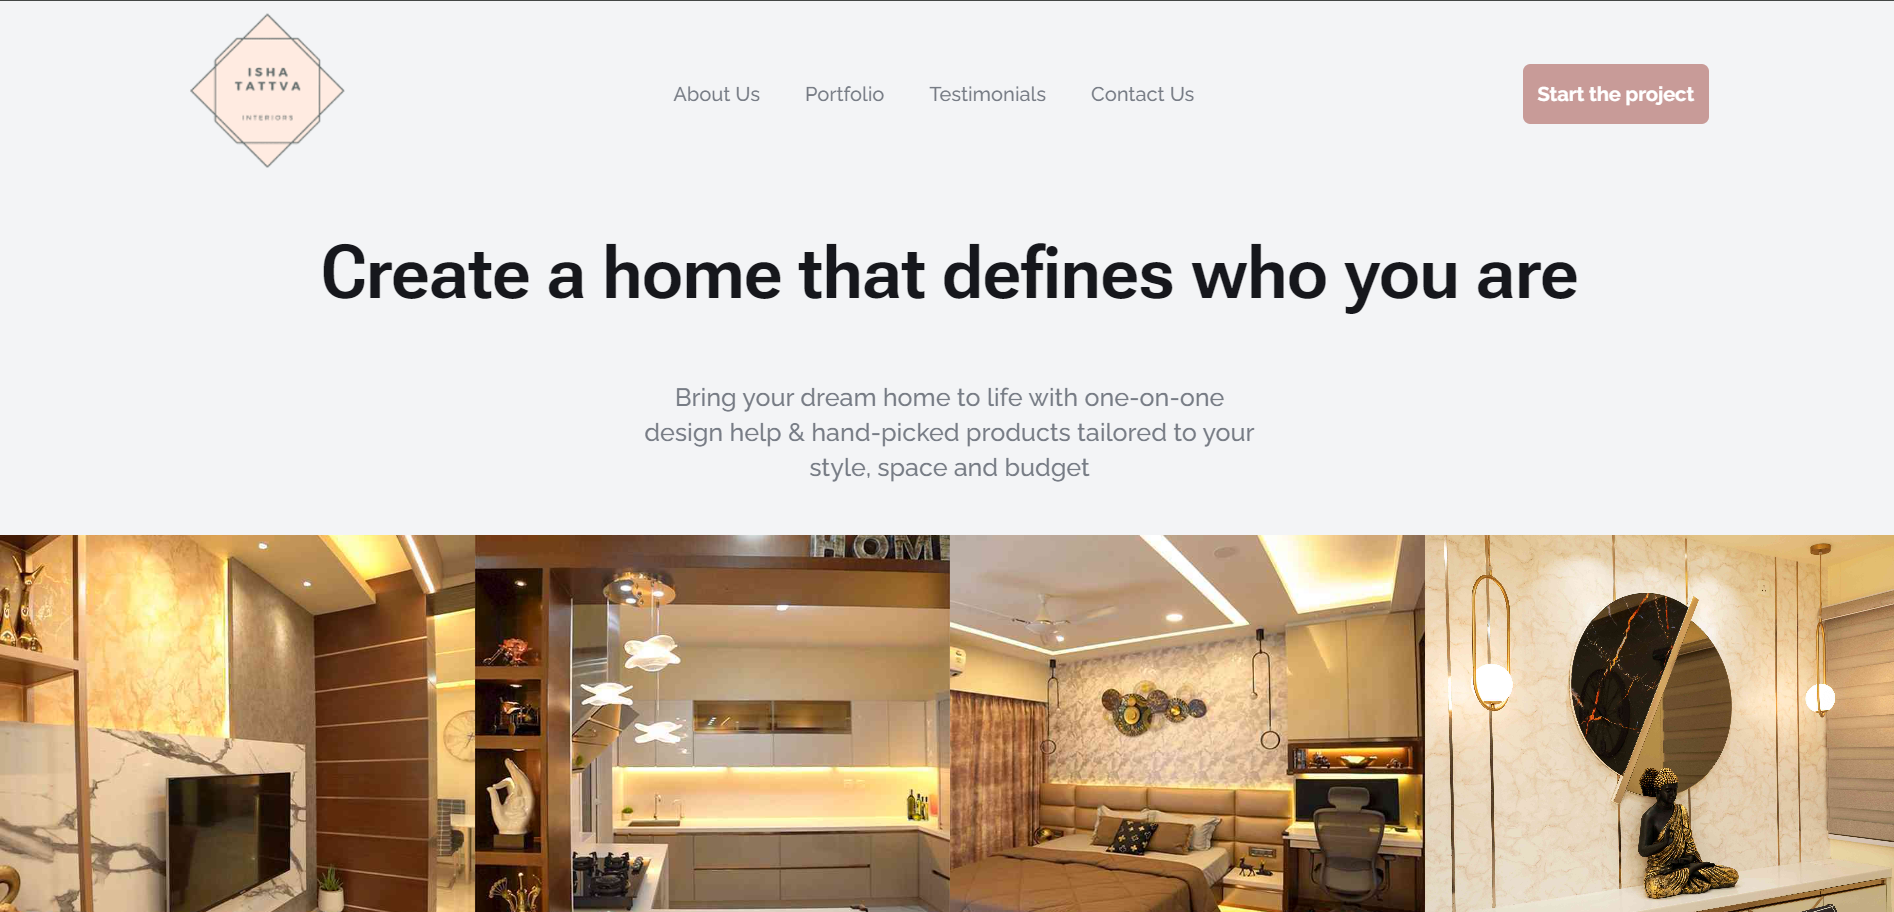 ISHA
TATTVA
INTERIORS
About Us
Portfolio
Testimonials
Contact Us
Start the project
Create a home that defines who you are
Bring your dream home to life with one-on-one
design help & hand-picked products tailored to your
style, space and budget
HOME